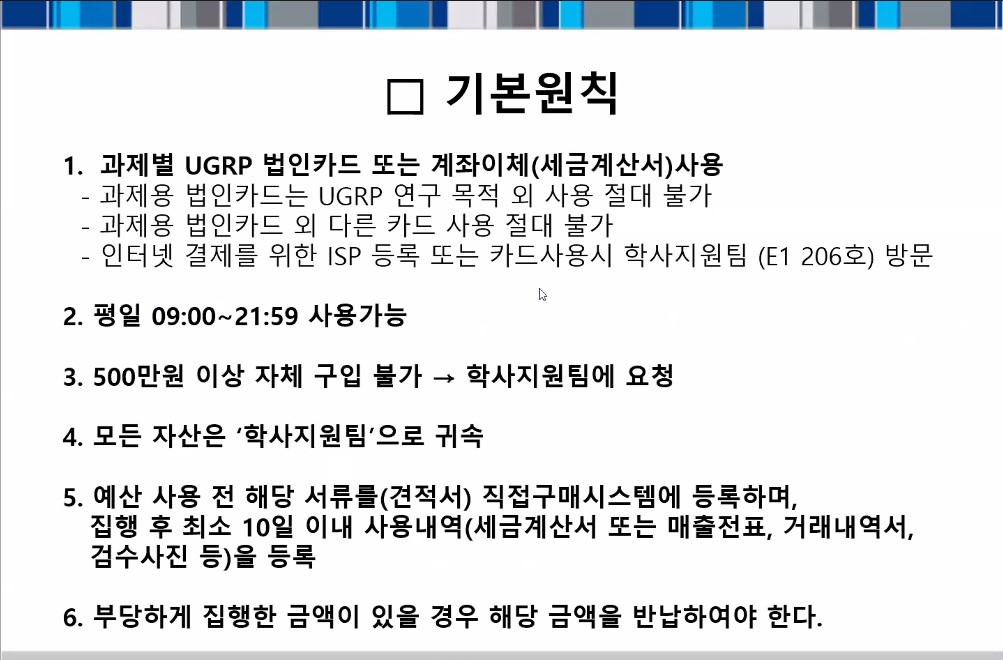 □ 기본원칙
1. 과제별 UGRP 법인카드 또는 계좌이체(세금계산서)사용
- 과제용 법인카드는 UGRP 연구 목적 외 사용 절대 불가
- 과제용 법인카드 외 다른 카드 사용 절대 불가
- 인터넷 결제를 위한 ISP 등록 또는 카드사용시 학사지원팀 (E1 206호) 방문
2. 평일 09:00~21:59 사용가능
3. 500만원 이상 자체 구입 불가 → 학사지원팀에 요청
4. 모든 자산은 ‘학사지원팀’으로 귀속
5. 예산 사용 전 해당 서류를(견적서) 직접구매시스템에 등록하며,
집행 후 최소 10일 이내 사용내역(세금계산서 또는 매출전표, 거래내역서,
검수사진 등)을 등록
6. 부당하게 집행한 금액이 있을 경우 해당 금액을 반납하여야 한다.